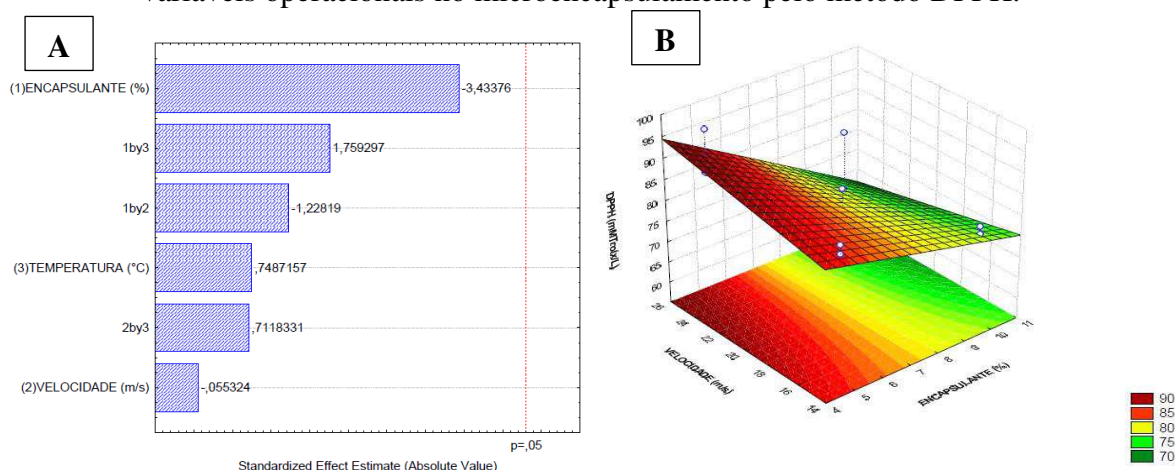 variáveis operacionais no microencapsulamento pelo método DPPH.
A
(1)ENCAPSULANTE (%)
-3,43376
1by3
1,759297
1by2
-1,22819
(3)TEMPERATURA (°C)
,7487157
2by3
,7118331
(2)VELOCIDADE (m/s)
-,055324
p=,05
Standardized Effect Estimate (Absolute Value)
B
100
95
90
85
80
75
70
65
60
DPPH (mMTrolox/L)
26
24
22
20
18
16
14
VELOCIDADE (m/s)
4
5
6
7
8
9
10
11
ENCAPSULANTE (%)
90
85
80
75
70